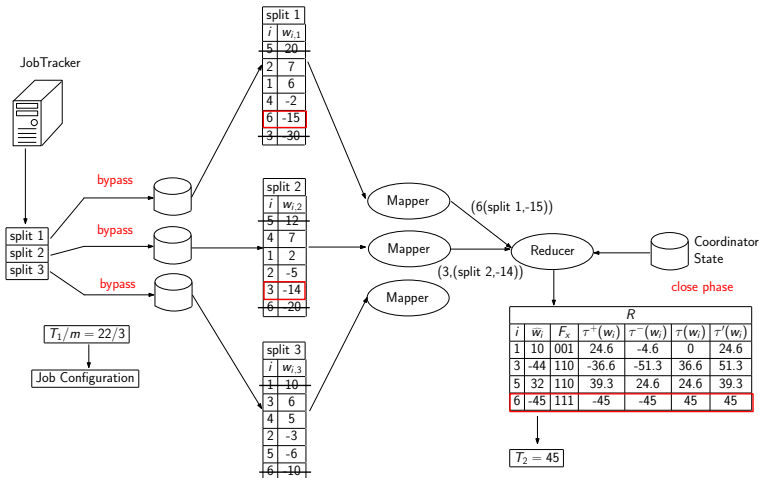 JobTracker
split 1
split 2
split 3
bypass
bypass
bypass
T₁/m = 22/3
Job Configuration
split 1
i wᵢ,₁
5 20
2 7
1 6
4 -2
6 -15
3 -30
split 2
i wᵢ,₂
5 12
4 7
1 2
2 -5
3 -14
6 -20
split 3
i wᵢ,₃
1 10
3 6
4 5
2 -3
5 -6
6 -10
Mapper
Mapper
Mapper
(6(split 1,-15))
(3,(split 2,-14))
Reducer
Coordinator
State
close phase
R
i w̅ᵢ Fₓ τ⁺(wᵢ) τ⁻(wᵢ) τ(wᵢ) τ′(wᵢ)
1 10 001 24.6 -4.6 0 24.6
3 -44 110 -36.6 -51.3 36.6 51.3
5 32 110 39.3 24.6 24.6 39.3
6 -45 111 -45 -45 45 45
T₂ = 45